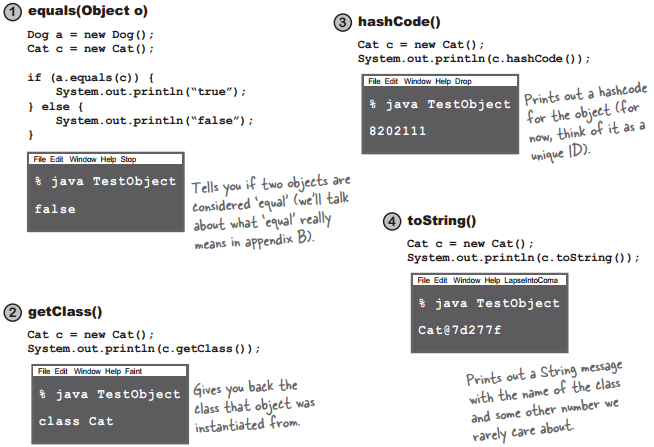 1 equals(Object o)
Dog a = new Dog();
Cat c = new Cat();
if (a.equals(c)) {
    System.out.println(“true”);
} else {
    System.out.println(“false”);
}
File Edit Window Help Stop
% java TestObject
false
Tells you if two objects are
considered ‘equal’ (we’ll talk
about what ‘equal’ really
means in appendix B).
2 getClass()
Cat c = new Cat();
System.out.println(c.getClass());
File Edit Window Help Faint
% java TestObject
class Cat
Gives you back the
class that object was
instantiated from.
3 hashCode()
Cat c = new Cat();
System.out.println(c.hashCode());
File Edit Window Help Drop
% java TestObject
8202111
Prints out a hashcode
for the object (for
now, think of it as a
unique ID).
4 toString()
Cat c = new Cat();
System.out.println(c.toString());
File Edit Window Help LapseIntoComa
% java TestObject
Cat@7d277f
Prints out a String message
with the name of the class
and some other number we
rarely care about.